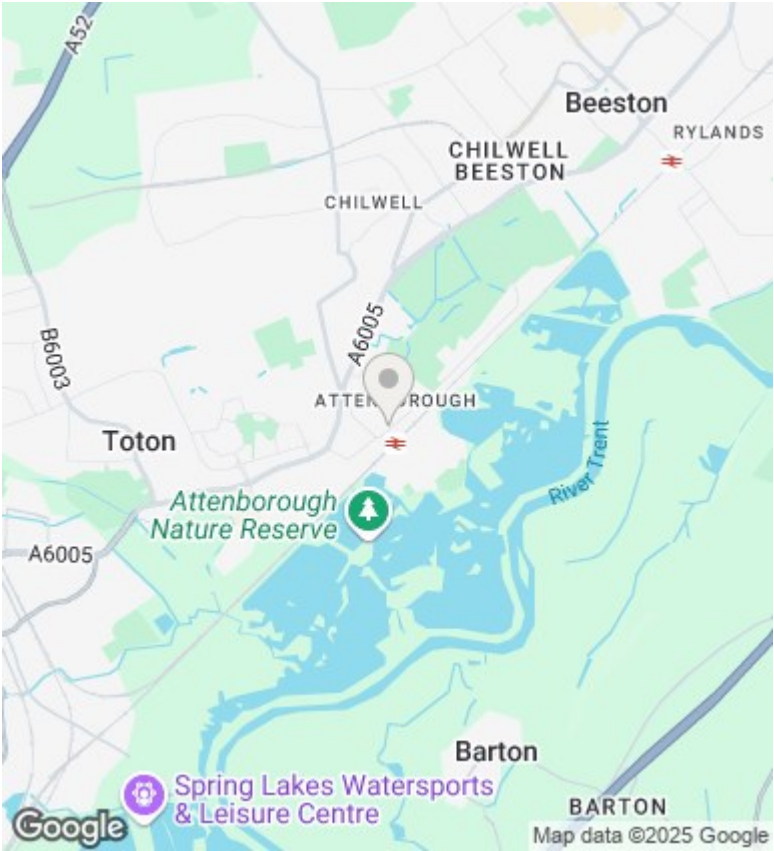 A52
Beeston
RYLANDS
CHILWELL
BEESTON
CHILWELL
A6005
B6003
ATTENBOROUGH
Toton
River Trent
Attenborough
Nature Reserve
A6005
Barton
Spring Lakes Watersports
& Leisure Centre
BARTON
Google
Map data ©2025 Google